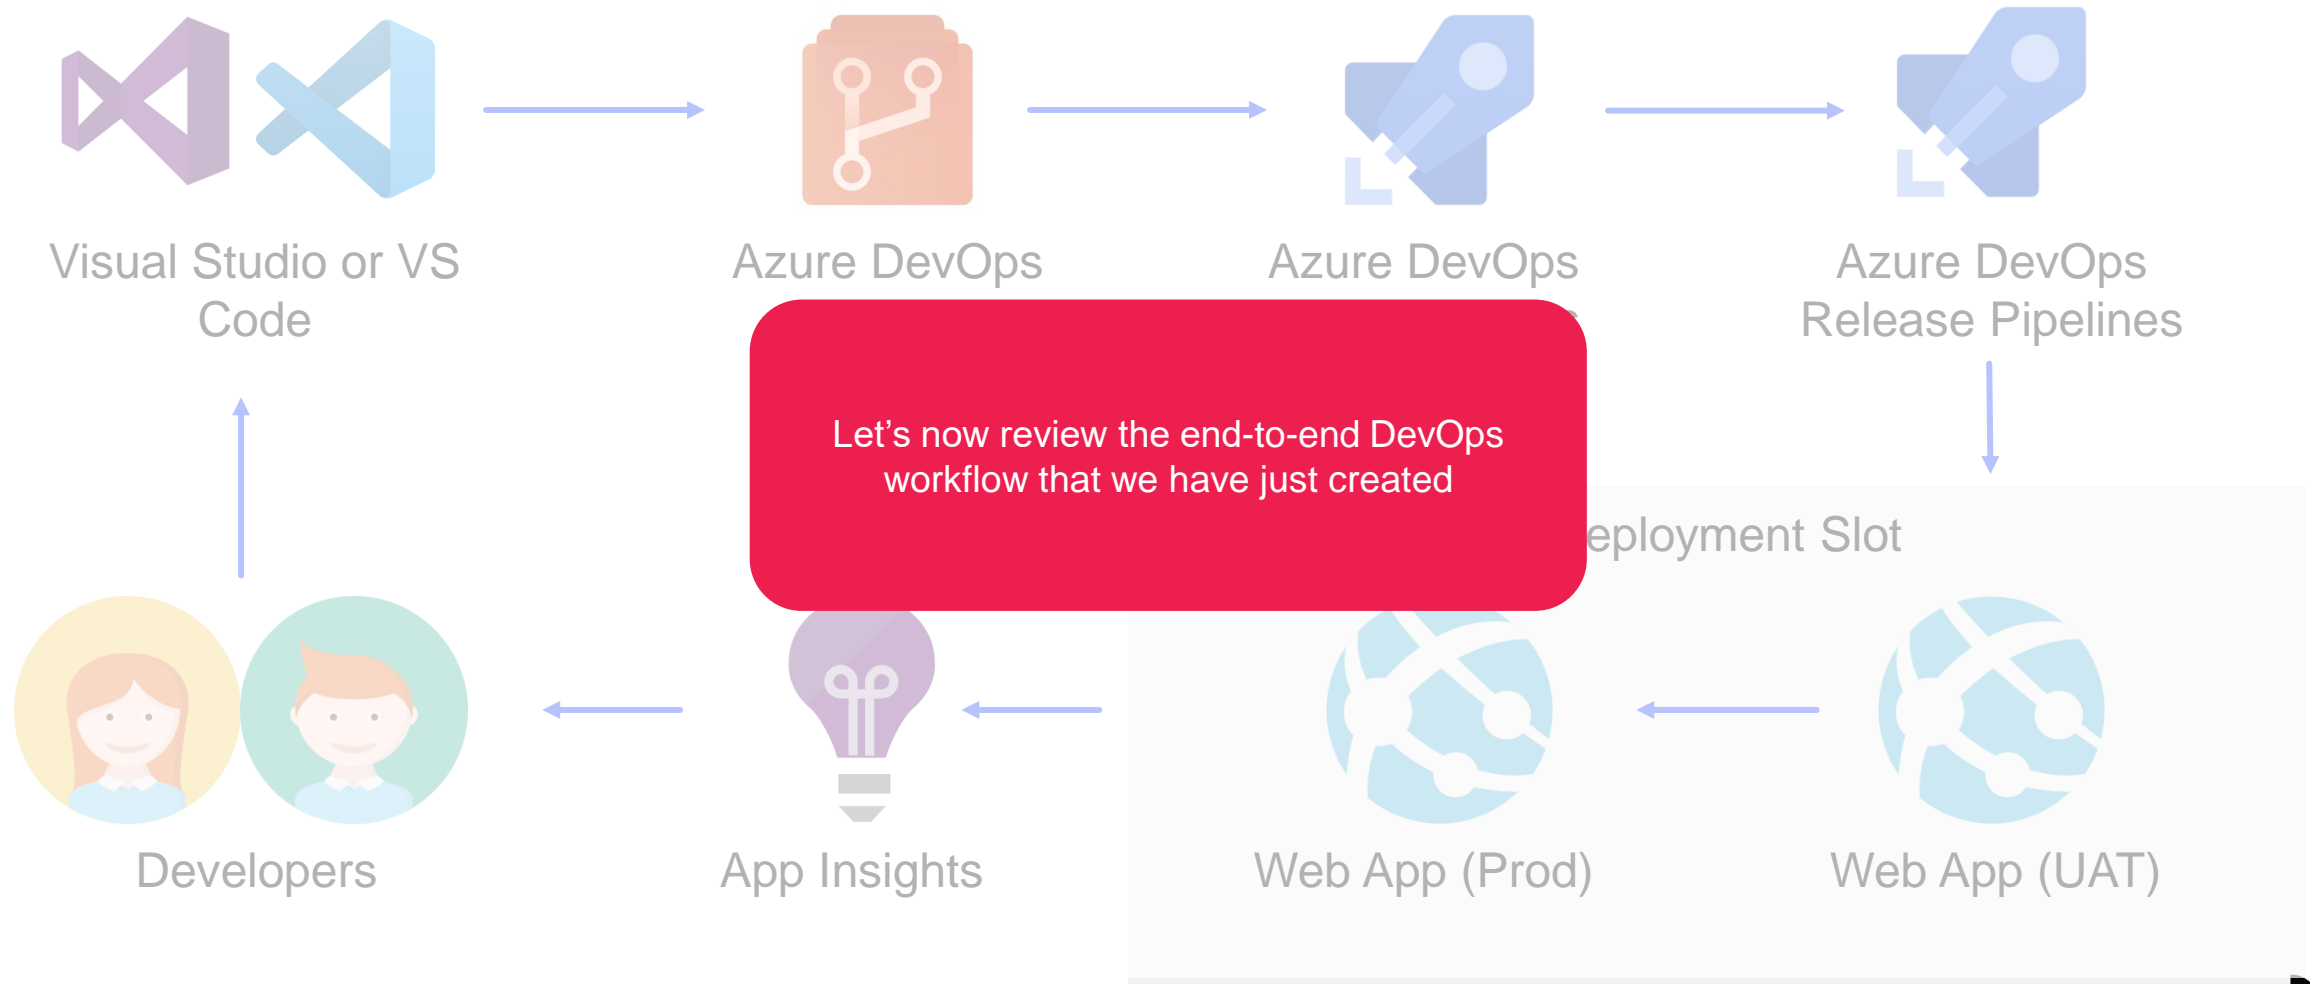 Visual Studio or VS
Code
Azure DevOps
Azure DevOps
Azure DevOps
Release Pipelines
Let’s now review the end-to-end DevOps
workflow that we have just created
eployment Slot
Developers
App Insights
Web App (Prod)
Web App (UAT)